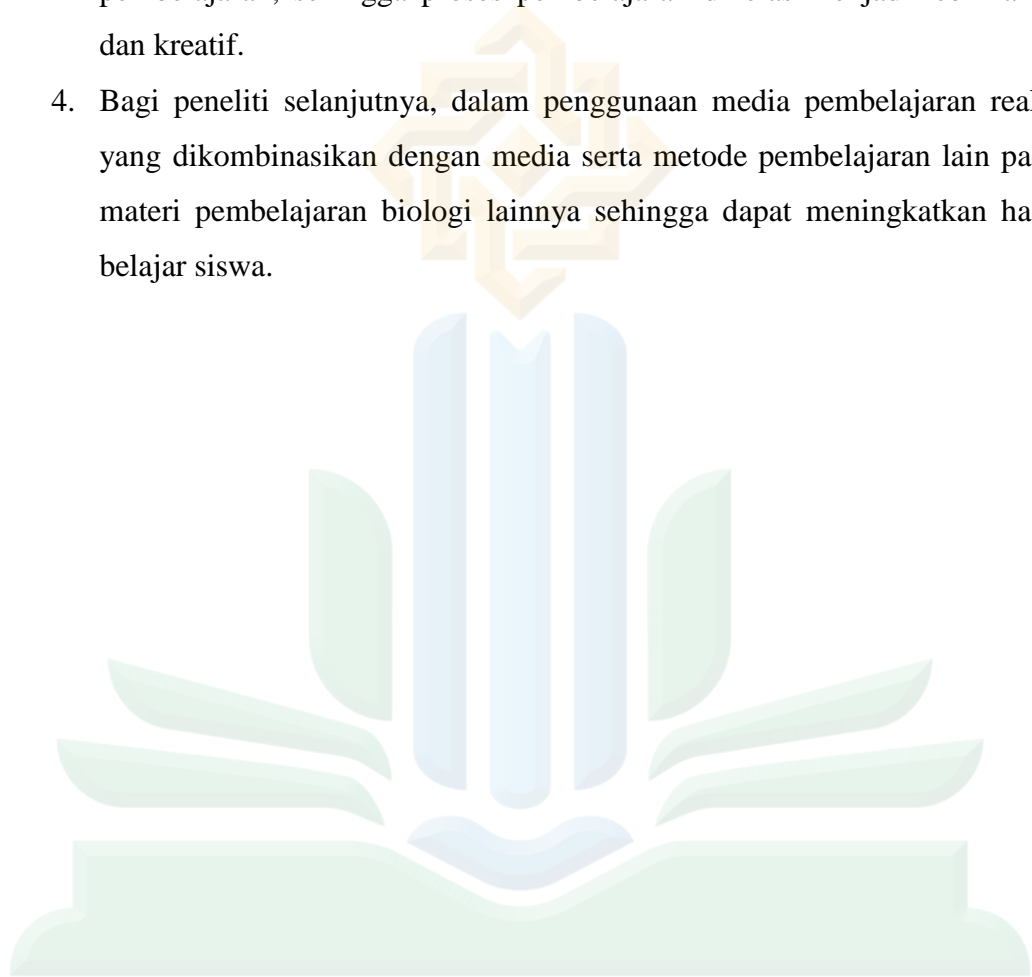 dan kreatif.
4. Bagi peneliti selanjutnya, dalam penggunaan media pembelajaran rea
yang dikombinasikan dengan media serta metode pembelajaran lain pa
materi pembelajaran biologi lainnya sehingga dapat meningkatkan ha
belajar siswa.